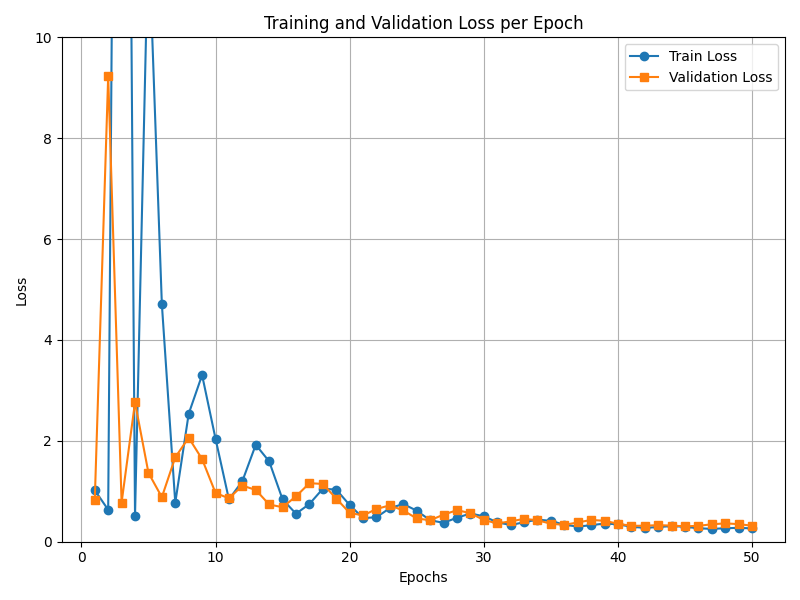 Training and Validation Loss per Epoch
Train Loss
Validation Loss
Loss
10
8
6
4
2
0
0 10 20 30 40 50
Epochs